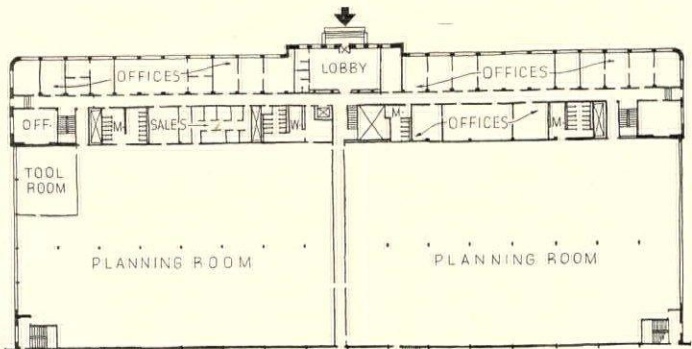 LOBBY
OFFICES
OFFICES
OFF.
M.
SALES
W.
M.
OFFICES
M.
TOOL
ROOM
PLANNING ROOM
PLANNING ROOM